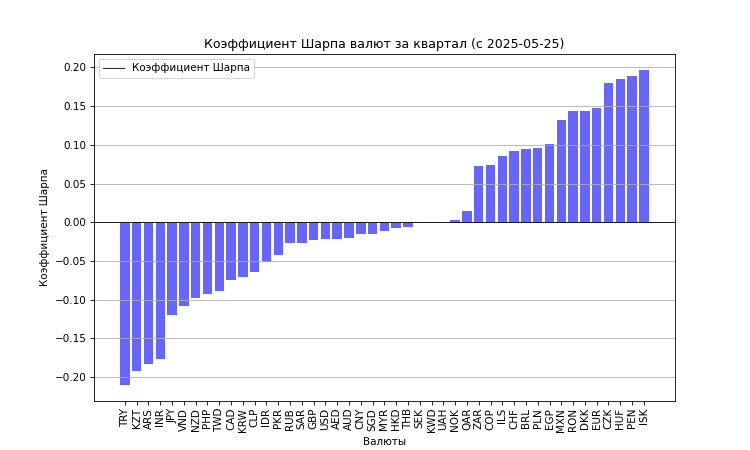 Коэффициент Шарпа валют за квартал (с 2025-05-25)
Коэффициент Шарпа
0.20
0.15
0.10
0.05
0.00
−0.05
−0.10
−0.15
−0.20
Коэффициент Шарпа
TRY KZT ARS INR JPY VND NZD PHP TWD CAD KRW CLP IDR PKR RUB SAR GBP USD AED AUD CNY SGD MYR HKD THB SEK KWD UAH NOK QAR ZAR COP ILS CHF BRL PLN EGP MXN RON DKK EUR CZK HUF PEN ISK
Валюты